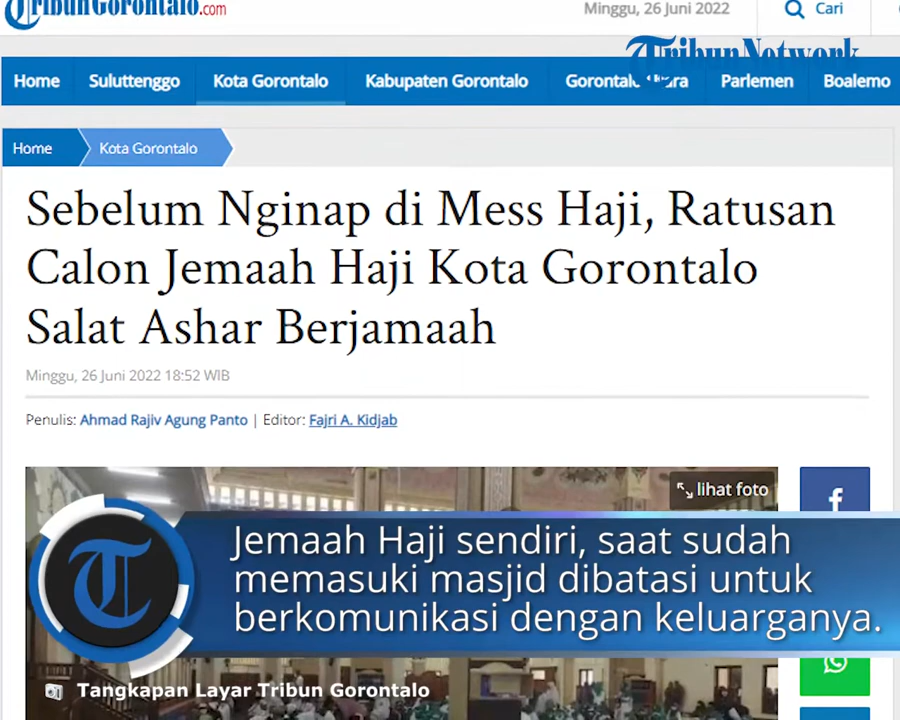 TribunGorontalo.com
Minggu, 26 Juni 2022
Cari
TribunNetwork
Home Suluttenggo Kota Gorontalo Kabupaten Gorontalo Gorontalo Utara Parlemen Boalemo
Home Kota Gorontalo
Sebelum Nginap di Mess Haji, Ratusan
Calon Jemaah Haji Kota Gorontalo
Salat Ashar Berjamaah
Minggu, 26 Juni 2022 18:52 WIB
Penulis: Ahmad Rajiv Agung Panto | Editor: Fajri A. Kidjab
lihat foto
f
Jemaah Haji sendiri, saat sudah
memasuki masjid dibatasi untuk
berkomunikasi dengan keluarganya.
T
Tangkapan Layar Tribun Gorontalo